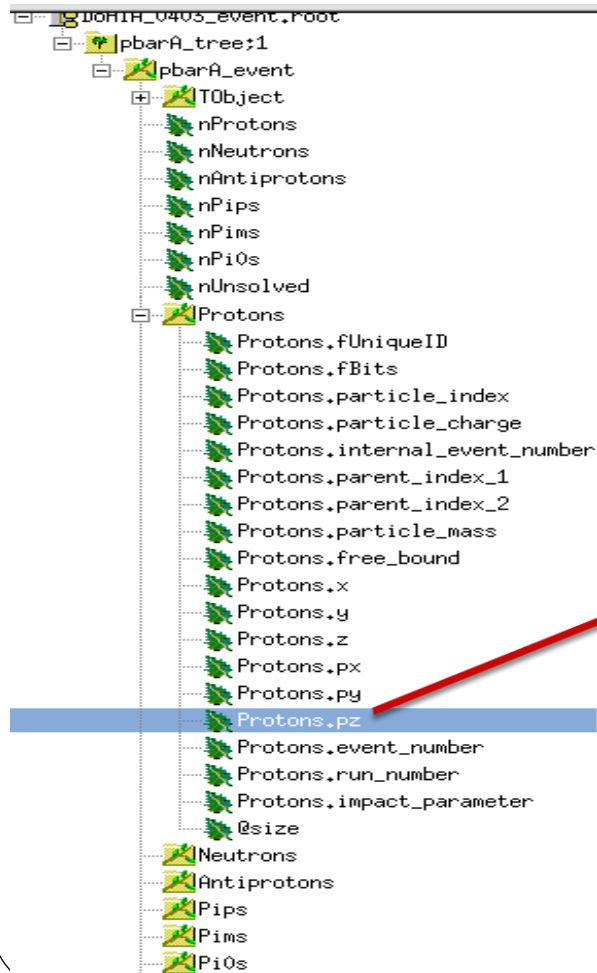 DoHIA_0403_event.root
pbarA_tree;1
pbarA_event
TObject
nProtons
nNeutrons
nAntiprotons
nPips
nPims
nPi0s
nUnsolved
Protons
Protons.fUniqueID
Protons.fBits
Protons.particle_index
Protons.particle_charge
Protons.internal_event_number
Protons.parent_index_1
Protons.parent_index_2
Protons.particle_mass
Protons.free_bound
Protons.x
Protons.y
Protons.z
Protons.px
Protons.py
Protons.pz
Protons.event_number
Protons.run_number
Protons.impact_parameter
@size
Neutrons
Antiprotons
Pips
Pims
Pi0s